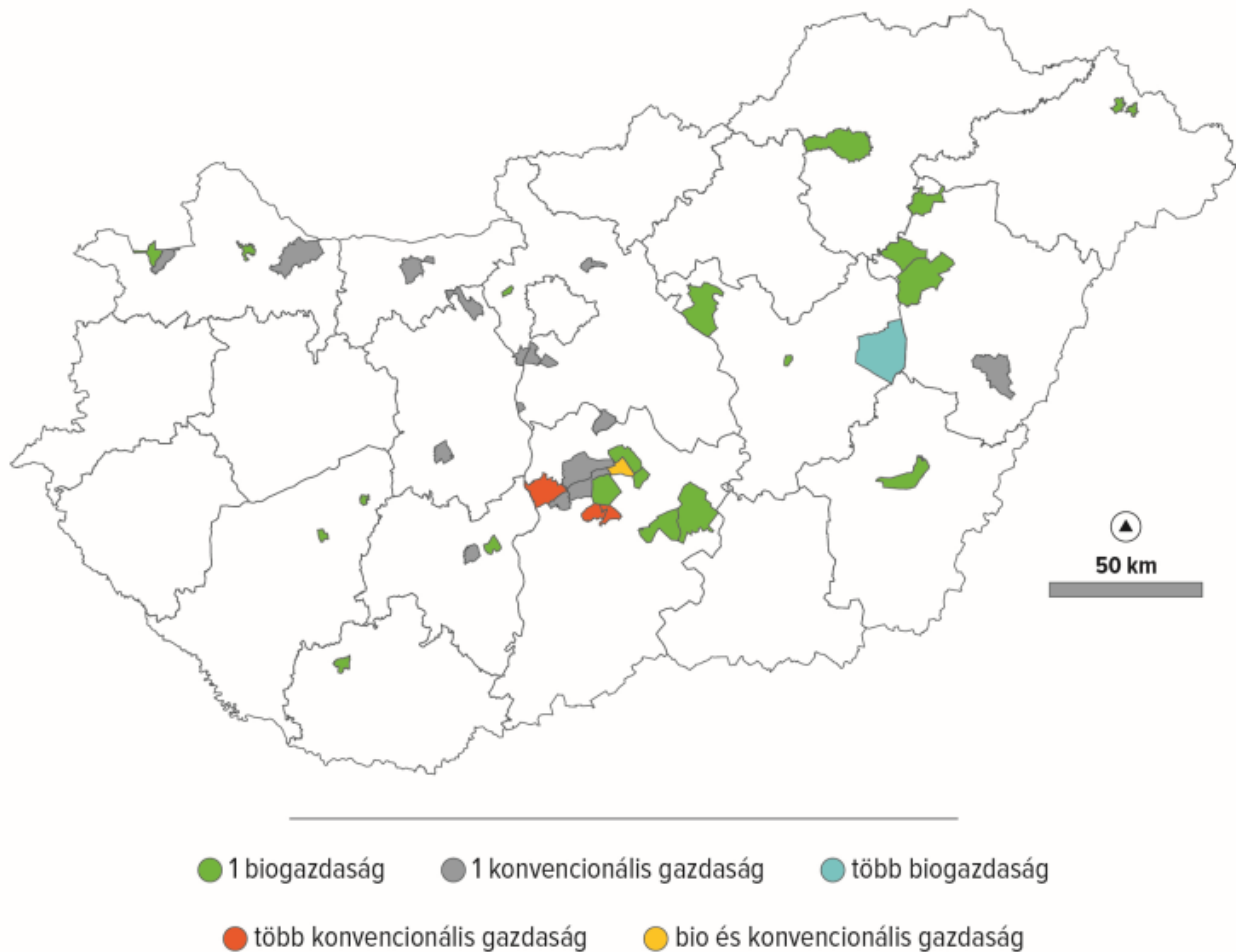 50 km
1 biogazdaság 1 konvencionális gazdaság több biogazdaság
több konvencionális gazdaság bio és konvencionális gazdaság